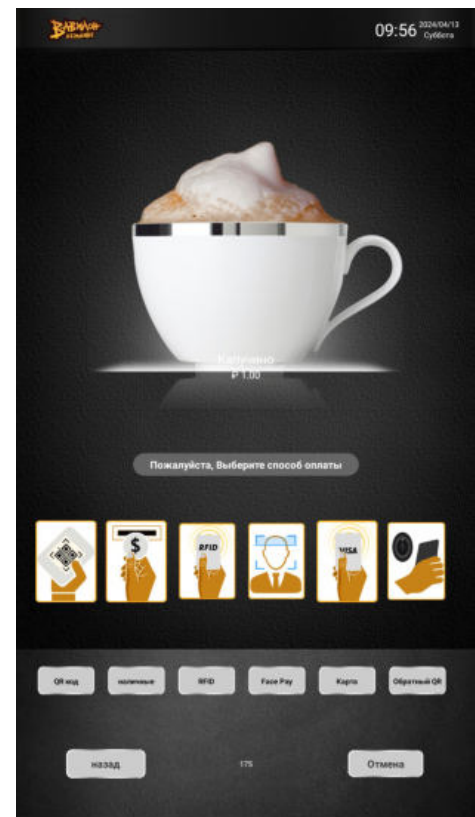 ВАВИЛОН
09:56 2024/04/13
Суббота
Капучино
₽ 1.00
Пожалуйста, Выберите способ оплаты
$
RFID
VISA
QR код
наличные
RFID
Face Pay
Карта
Обратный QR
назад
175
Отмена